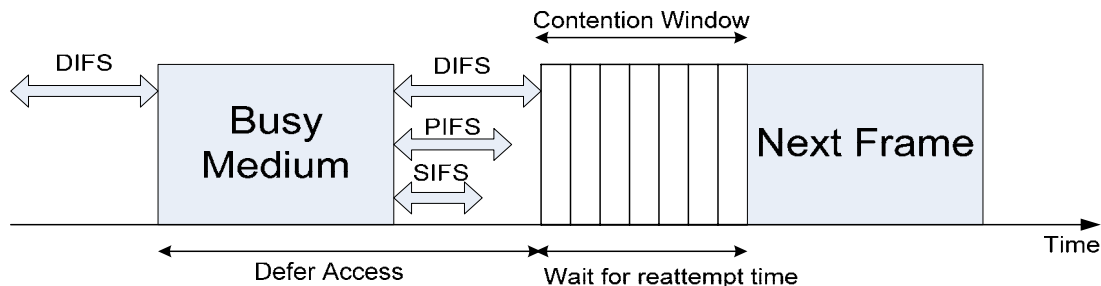 Contention Window
DIFS
DIFS
Busy
Medium
PIFS
SIFS
Next Frame
Time
Defer Access
Wait for reattempt time